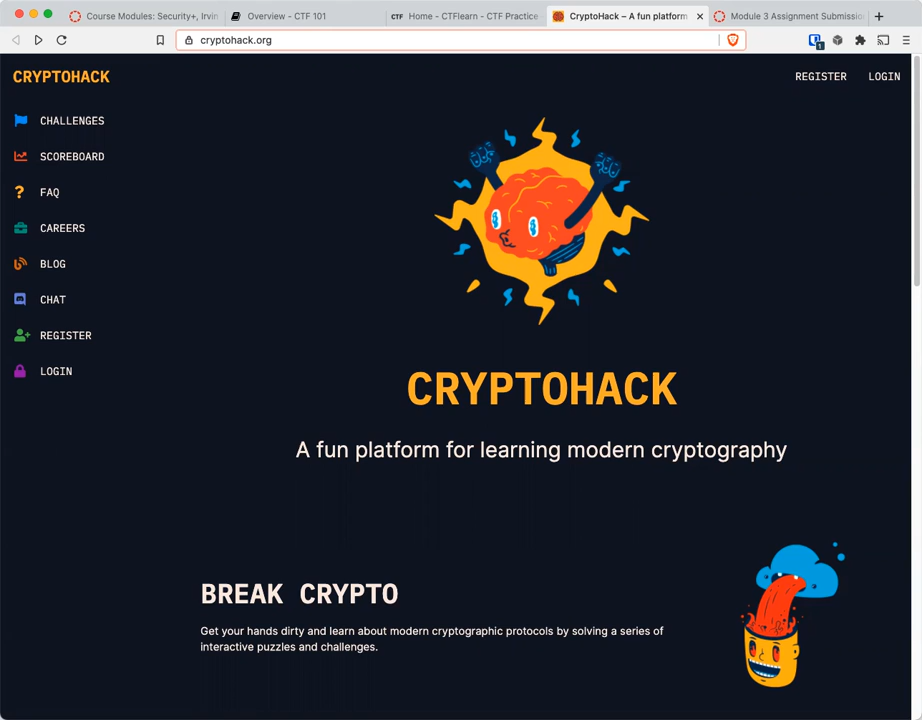 Course Modules: Security+, Irvin
Overview - CTF 101
CTF Home - CTFlearn - CTF Practice
CryptoHack – A fun platform
Module 3 Assignment Submissio
cryptohack.org
1
CRYPTOHACK
REGISTER
LOGIN
CHALLENGES
SCOREBOARD
FAQ
CAREERS
BLOG
CHAT
REGISTER
LOGIN
CRYPTOHACK
A fun platform for learning modern cryptography
BREAK CRYPTO
Get your hands dirty and learn about modern cryptographic protocols by solving a series of
interactive puzzles and challenges.